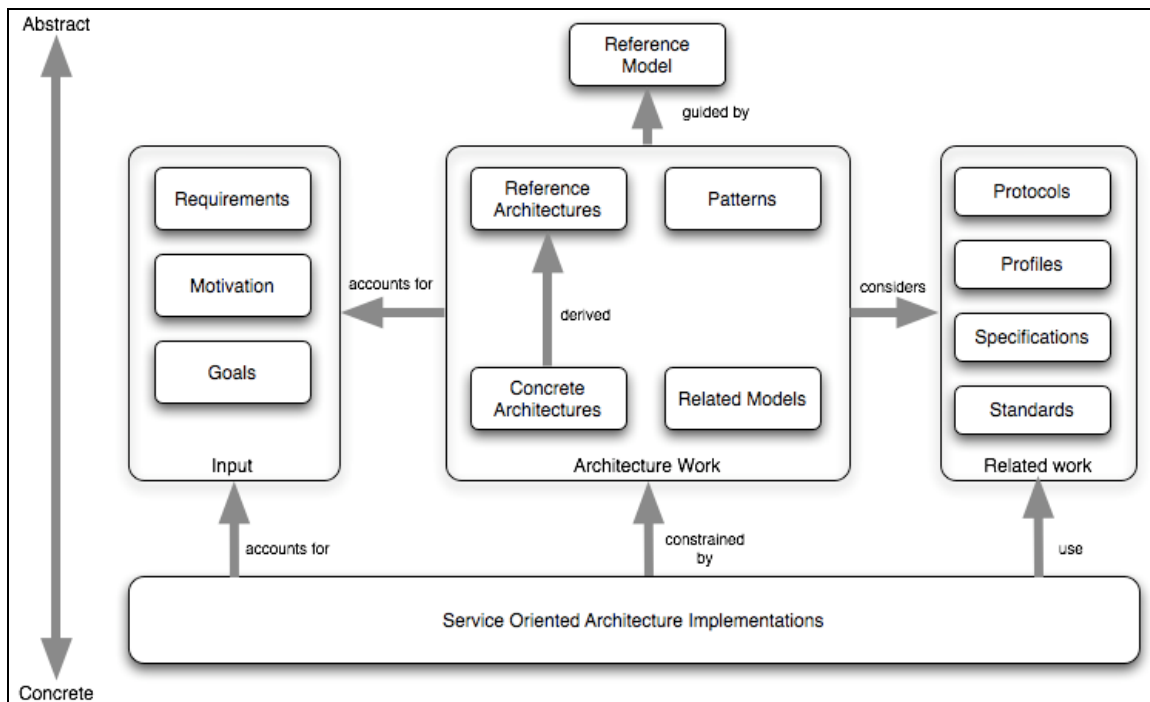 Abstract
Reference
Model
guided by
Requirements
Motivation
Goals
Input
accounts for
Reference
Architectures
Patterns
derived
Concrete
Architectures
Related Models
Architecture Work
considers
Protocols
Profiles
Specifications
Standards
Related work
accounts for
constrained
by
use
Service Oriented Architecture Implementations
Concrete